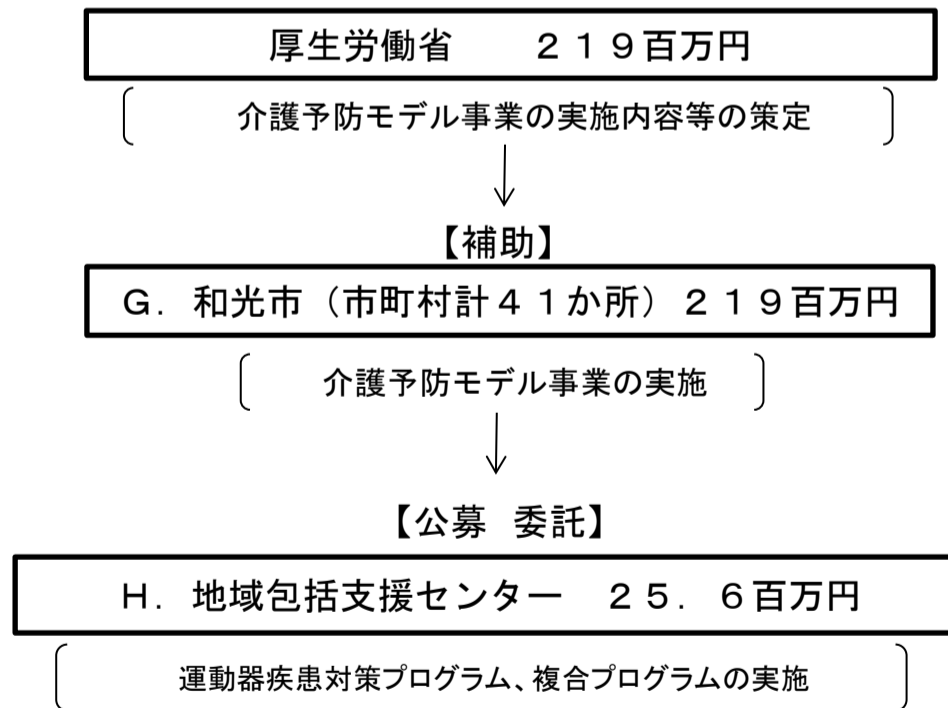 厚生労働省　　２１９百万円
介護予防モデル事業の実施内容等の策定
【補助】
Ｇ．和光市（市町村計４１か所）２１９百万円
介護予防モデル事業の実施
【公募　委託】
Ｈ．地域包括支援センター　２５．６百万円
運動器疾患対策プログラム、複合プログラムの実施